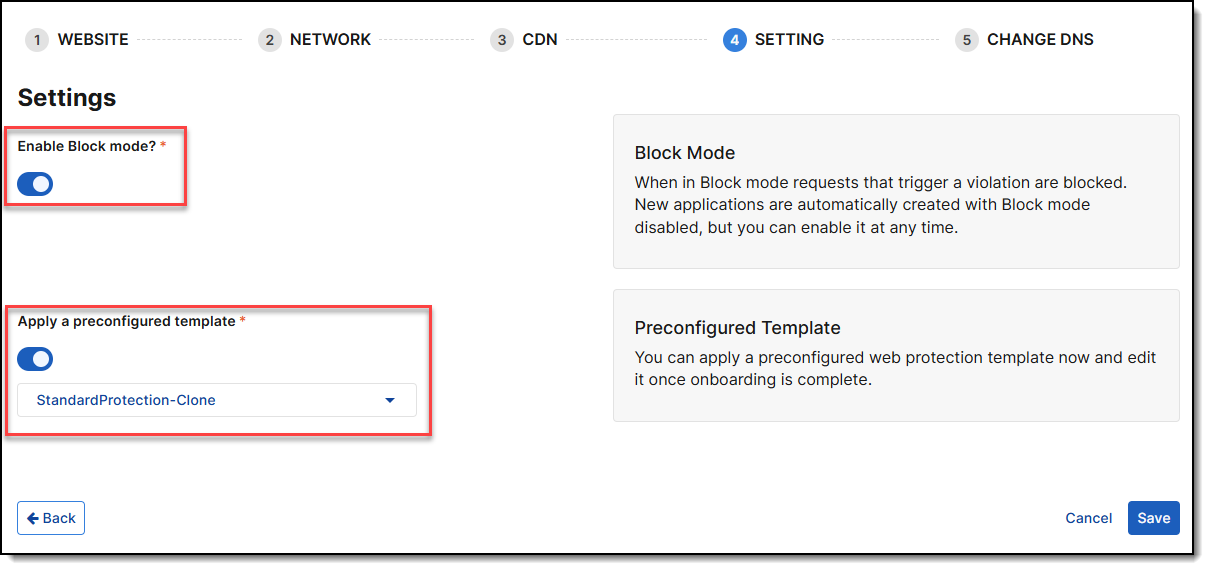 1 WEBSITE 2 NETWORK 3 CDN 4 SETTING 5 CHANGE DNS
Settings
Enable Block mode? *
Block Mode
When in Block mode requests that trigger a violation are blocked.
New applications are automatically created with Block mode
disabled, but you can enable it at any time.
Apply a preconfigured template *
StandardProtection-Clone
Preconfigured Template
You can apply a preconfigured web protection template now and edit
it once onboarding is complete.
Back
Cancel
Save